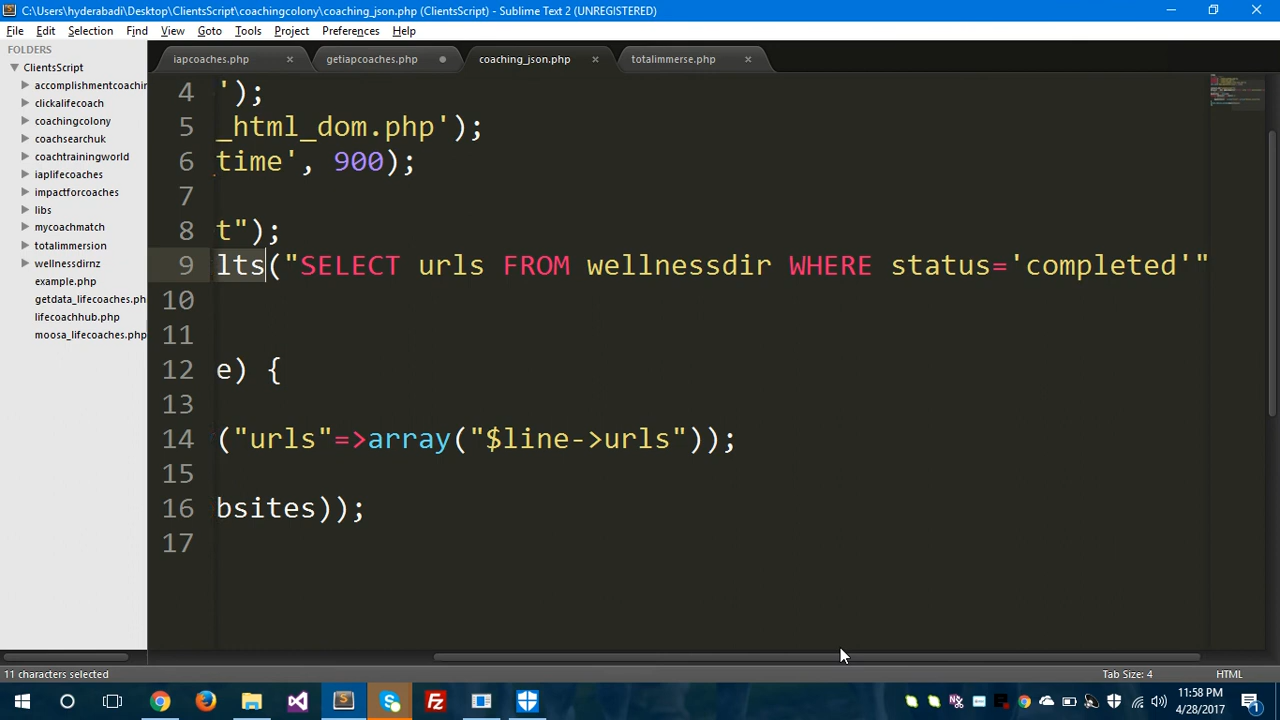 C:\Users\hyderabadi\Desktop\ClientsScript\coachingcolony\coaching_json.php (ClientsScript) - Sublime Text 2 (UNREGISTERED)
File Edit Selection Find View Goto Tools Project Preferences Help
FOLDERS
ClientsScript
accomplishmentcoachin
clickalifecoach
coachingcolony
coachsearchuk
coachtrainingworld
iaplifecoaches
impactforcoaches
libs
mycoachmatch
totalimmersion
wellnessdirnz
example.php
getdata_lifecoaches.ph
lifecoachhub.php
moosa_lifecoaches.php
iapcoaches.php × getiapcoaches.php coaching_json.php × totalimmerse.php ×
4 ');
5 _html_dom.php');
6 _time', 900);
7
8 t");
9 lts("SELECT urls FROM wellnessdir WHERE status='completed'"
10
11
12 e) {
13
14 ("urls"=>array("$line->urls"));
15
16 bsites));
17
11 characters selected
Tab Size: 4
HTML
11:58 PM
4/28/2017